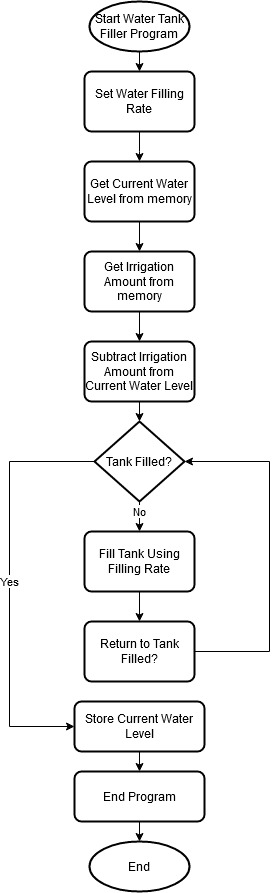 Start Water Tank
Filler Program
Set Water Filling
Rate
Get Current Water
Level from memory
Get Irrigation
Amount from
memory
Subtract Irrigation
Amount from
Current Water Level
Tank Filled?
No
Fill Tank Using
Filling Rate
Yes
Return to Tank
Filled?
Store Current Water
Level
End Program
End